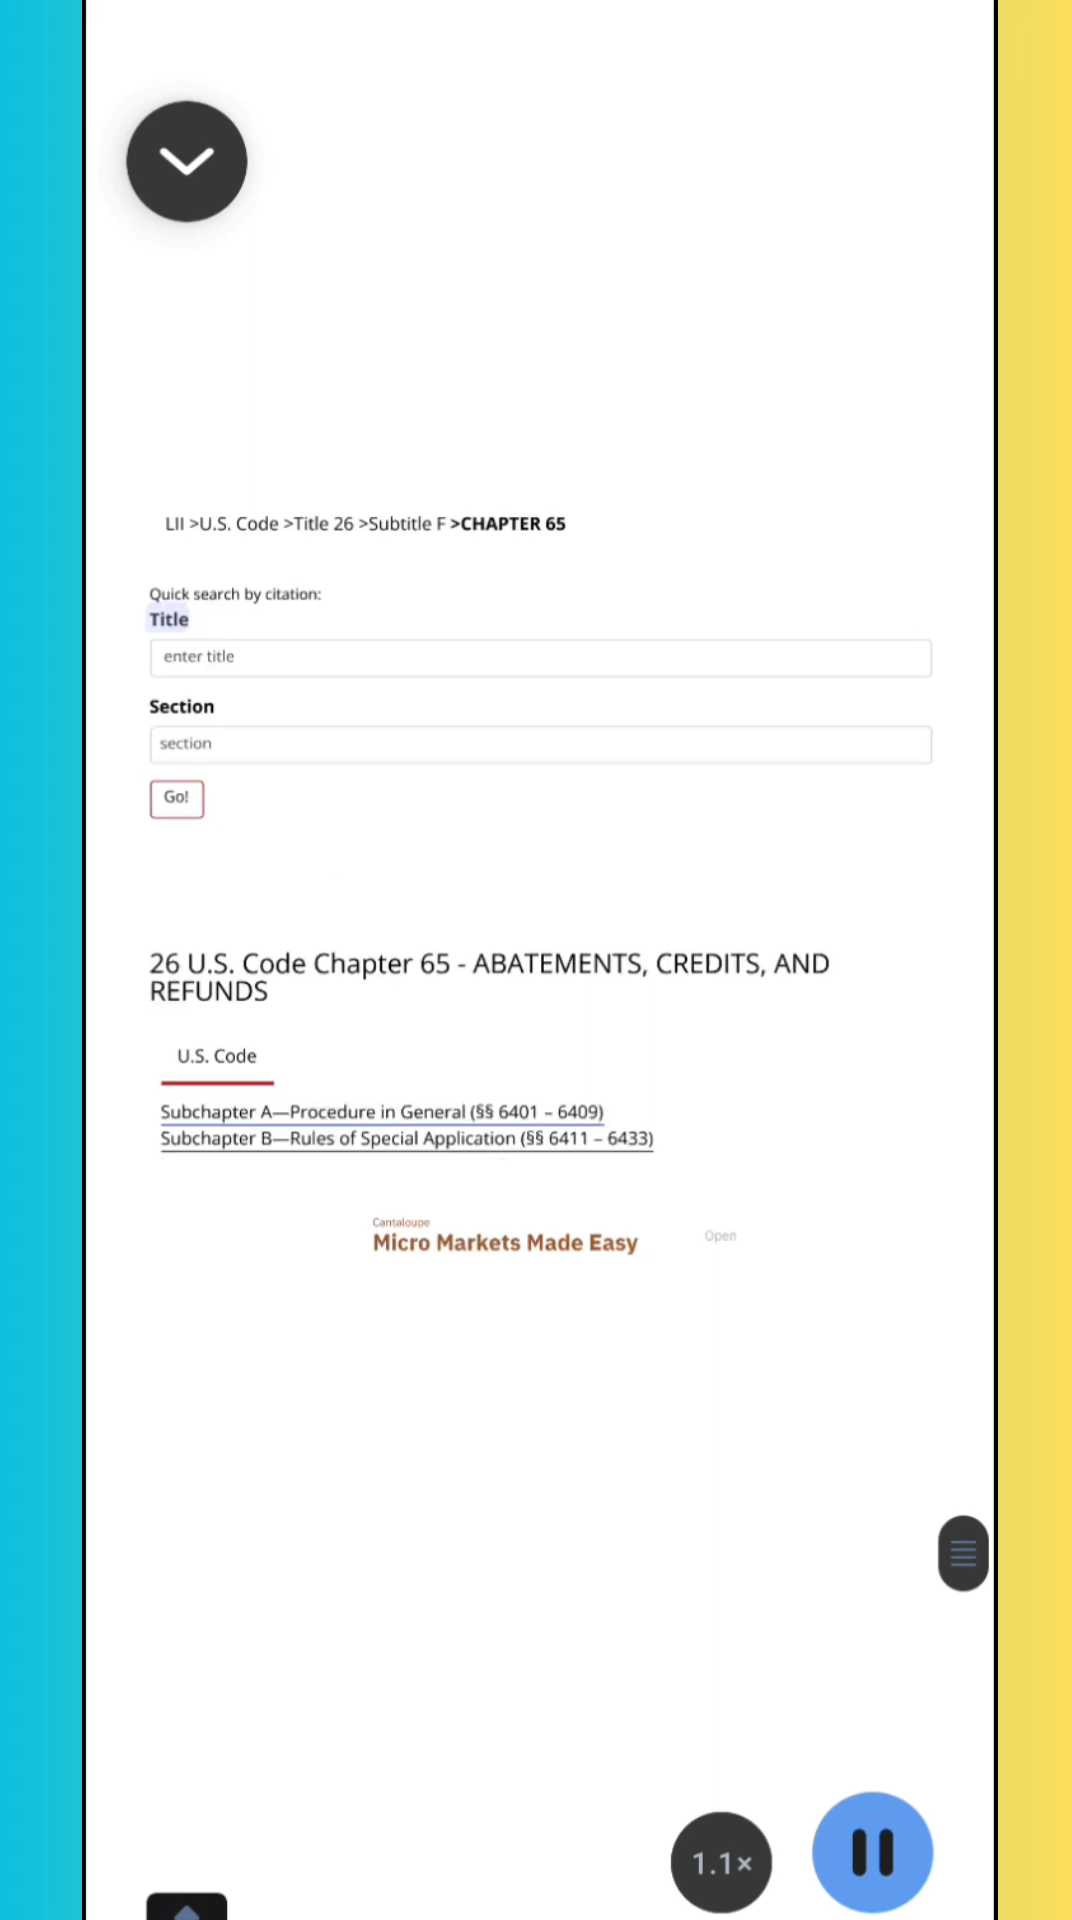 LII >U.S. Code >Title 26 >Subtitle F >CHAPTER 65
Quick search by citation:
Title
enter title
Section
section
Go!
26 U.S. Code Chapter 65 - ABATEMENTS, CREDITS, AND
REFUNDS
U.S. Code
Subchapter A—Procedure in General (§§ 6401 – 6409)
Subchapter B—Rules of Special Application (§§ 6411 – 6433)
Cantaloupe
Micro Markets Made Easy
Open
1.1×